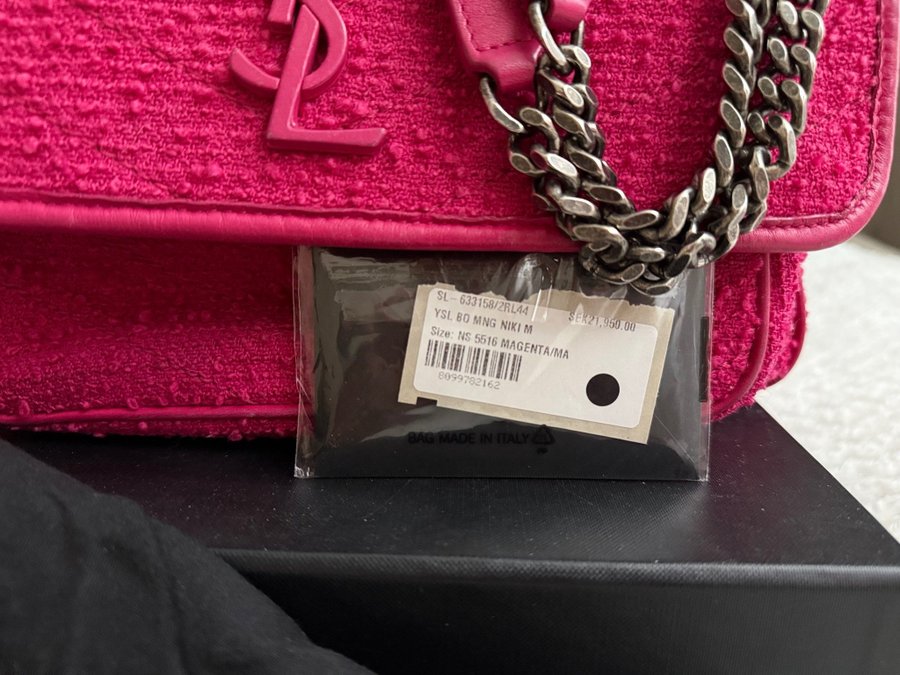 YSL
SL-633158/2RL44 SEK21,950.00
YSL BO MNG NIKI M
Size: NS 5516 MAGENTA/MA
8099782162
BAG MADE IN ITALY